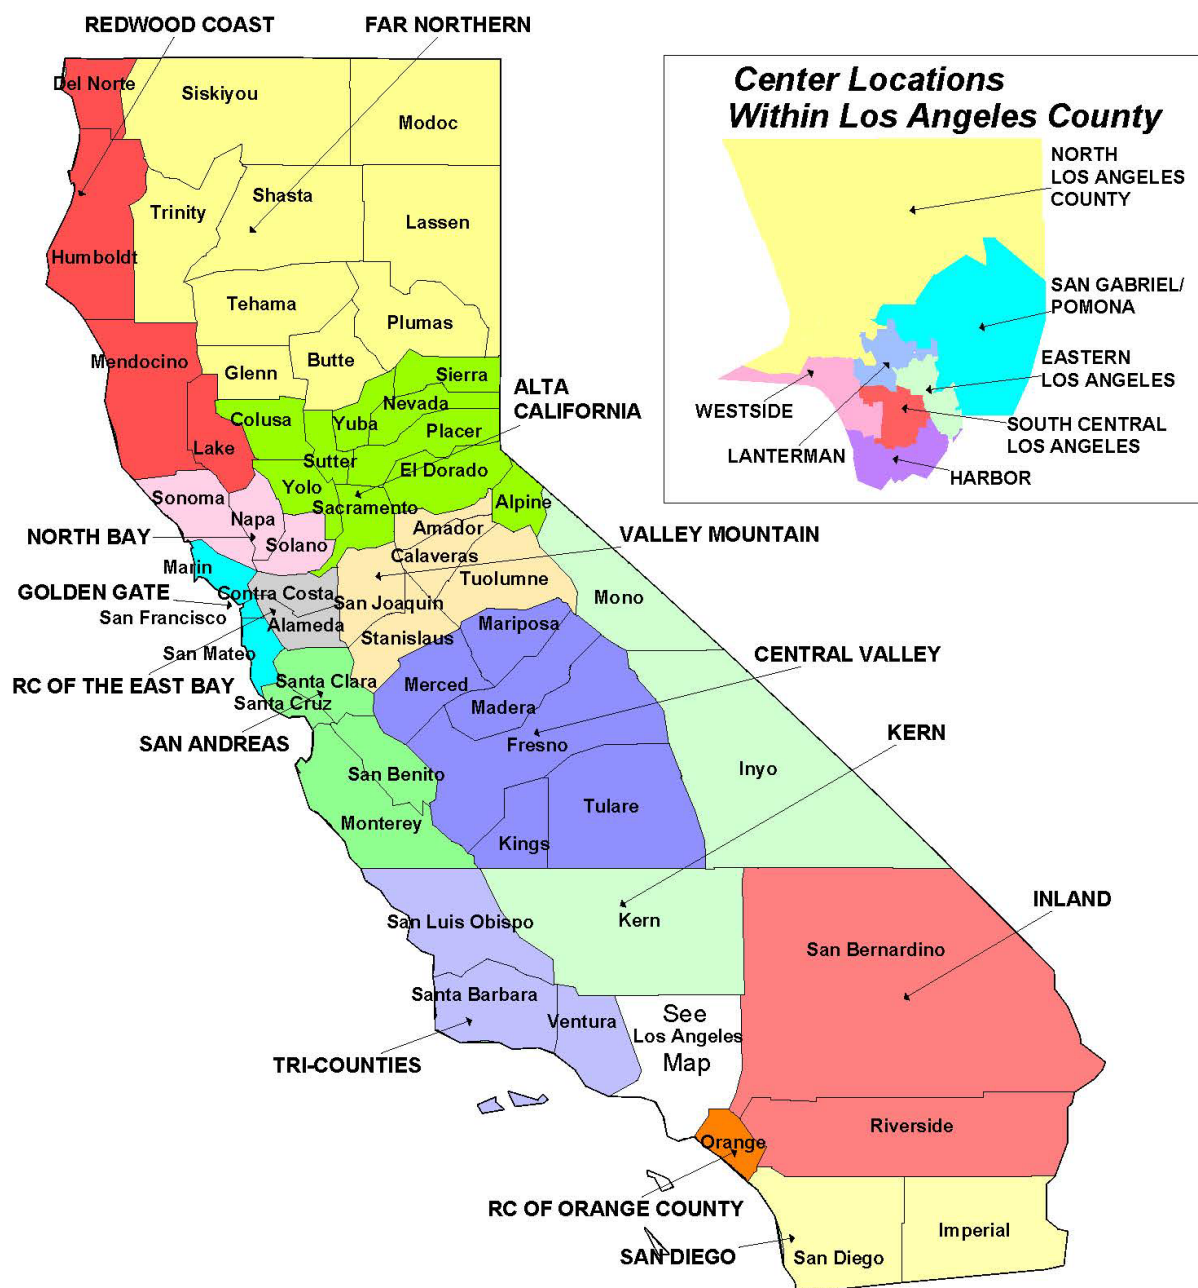 REDWOOD COAST
FAR NORTHERN
Center Locations
Within Los Angeles County
Del Norte
Siskiyou
Modoc
NORTH
LOS ANGELES
COUNTY
Shasta
Trinity
Lassen
Humboldt
SAN GABRIEL/
POMONA
Tehama
Plumas
Mendocino
Butte
Glenn
Sierra
EASTERN
LOS ANGELES
ALTA
CALIFORNIA
Nevada
WESTSIDE
Colusa
Yuba
Placer
SOUTH CENTRAL
LOS ANGELES
Lake
LANTERMAN
Sutter
El Dorado
HARBOR
Yolo
Sonoma
Sacramento
Alpine
Napa
Amador
NORTH BAY
Solano
VALLEY MOUNTAIN
Calaveras
Marin
Tuolumne
GOLDEN GATE
Contra Costa
San Joaquin
Mono
San Francisco
Alameda
Mariposa
Stanislaus
San Mateo
CENTRAL VALLEY
RC OF THE EAST BAY
Santa Clara
Merced
Santa Cruz
Madera
SAN ANDREAS
Fresno
KERN
San Benito
Inyo
Tulare
Monterey
Kings
INLAND
San Luis Obispo
Kern
San Bernardino
Santa Barbara
Ventura
See
Los Angeles
Map
TRI-COUNTIES
Riverside
Orange
RC OF ORANGE COUNTY
Imperial
SAN DIEGO
San Diego